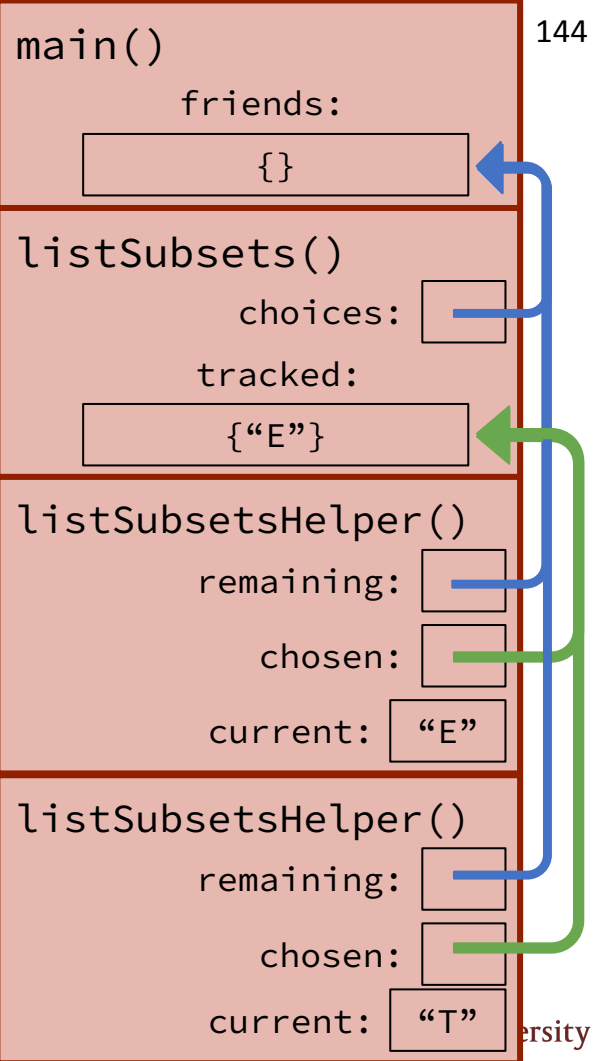 144
main()
friends:
{}
listSubsets()
choices:
tracked:
{“E”}
listSubsetsHelper()
remaining:
chosen:
current: “E”
listSubsetsHelper()
remaining:
chosen:
current: “T”
ersity